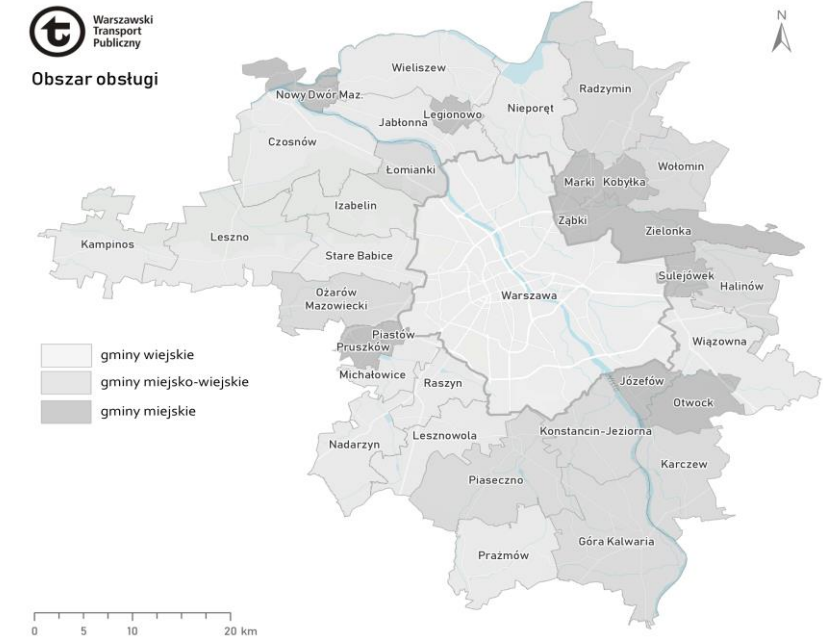 Warszawski
Transport
Publiczny
Obszar obsługi
N
Wieliszew
Radzymin
Nowy Dwór Maz.
Nieporęt
Legionowo
Jabłonna
Czosnów
Wołomin
Łomianki
Marki
Kobyłka
Izabelin
Ząbki
Zielonka
Leszno
Kampinos
Stare Babice
Sulejówek
Halinów
Ożarów
Mazowiecki
Warszawa
Piastów
Pruszków
Wiązowna
gminy wiejskie
gminy miejsko-wiejskie
gminy miejskie
Michałowice
Raszyn
Józefów
Otwock
Konstancin-Jeziorna
Lesznowola
Nadarzyn
Karczew
Piaseczno
Góra Kalwaria
Prażmów
0 5 10 20 km